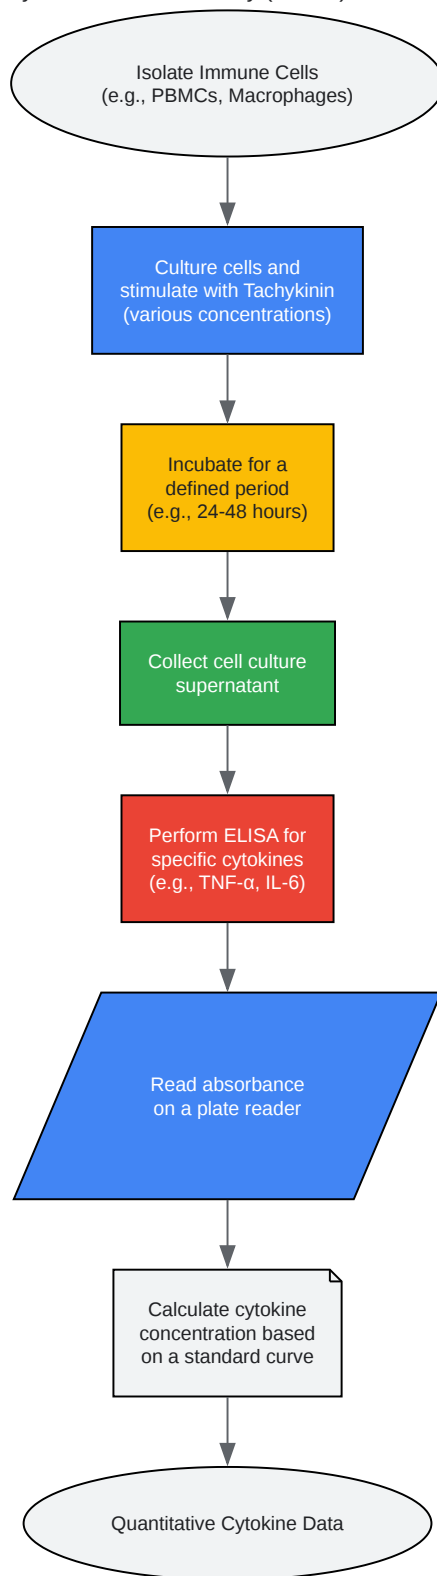 Isolate Immune Cells
(e.g., PBMCs, Macrophages)
Culture cells and
stimulate with Tachykinin
(various concentrations)
Incubate for a
defined period
(e.g., 24-48 hours)
Collect cell culture
supernatant
Perform ELISA for
specific cytokines
(e.g., TNF-α, IL-6)
Read absorbance
on a plate reader
Calculate cytokine
concentration based
on a standard curve
Quantitative Cytokine Data